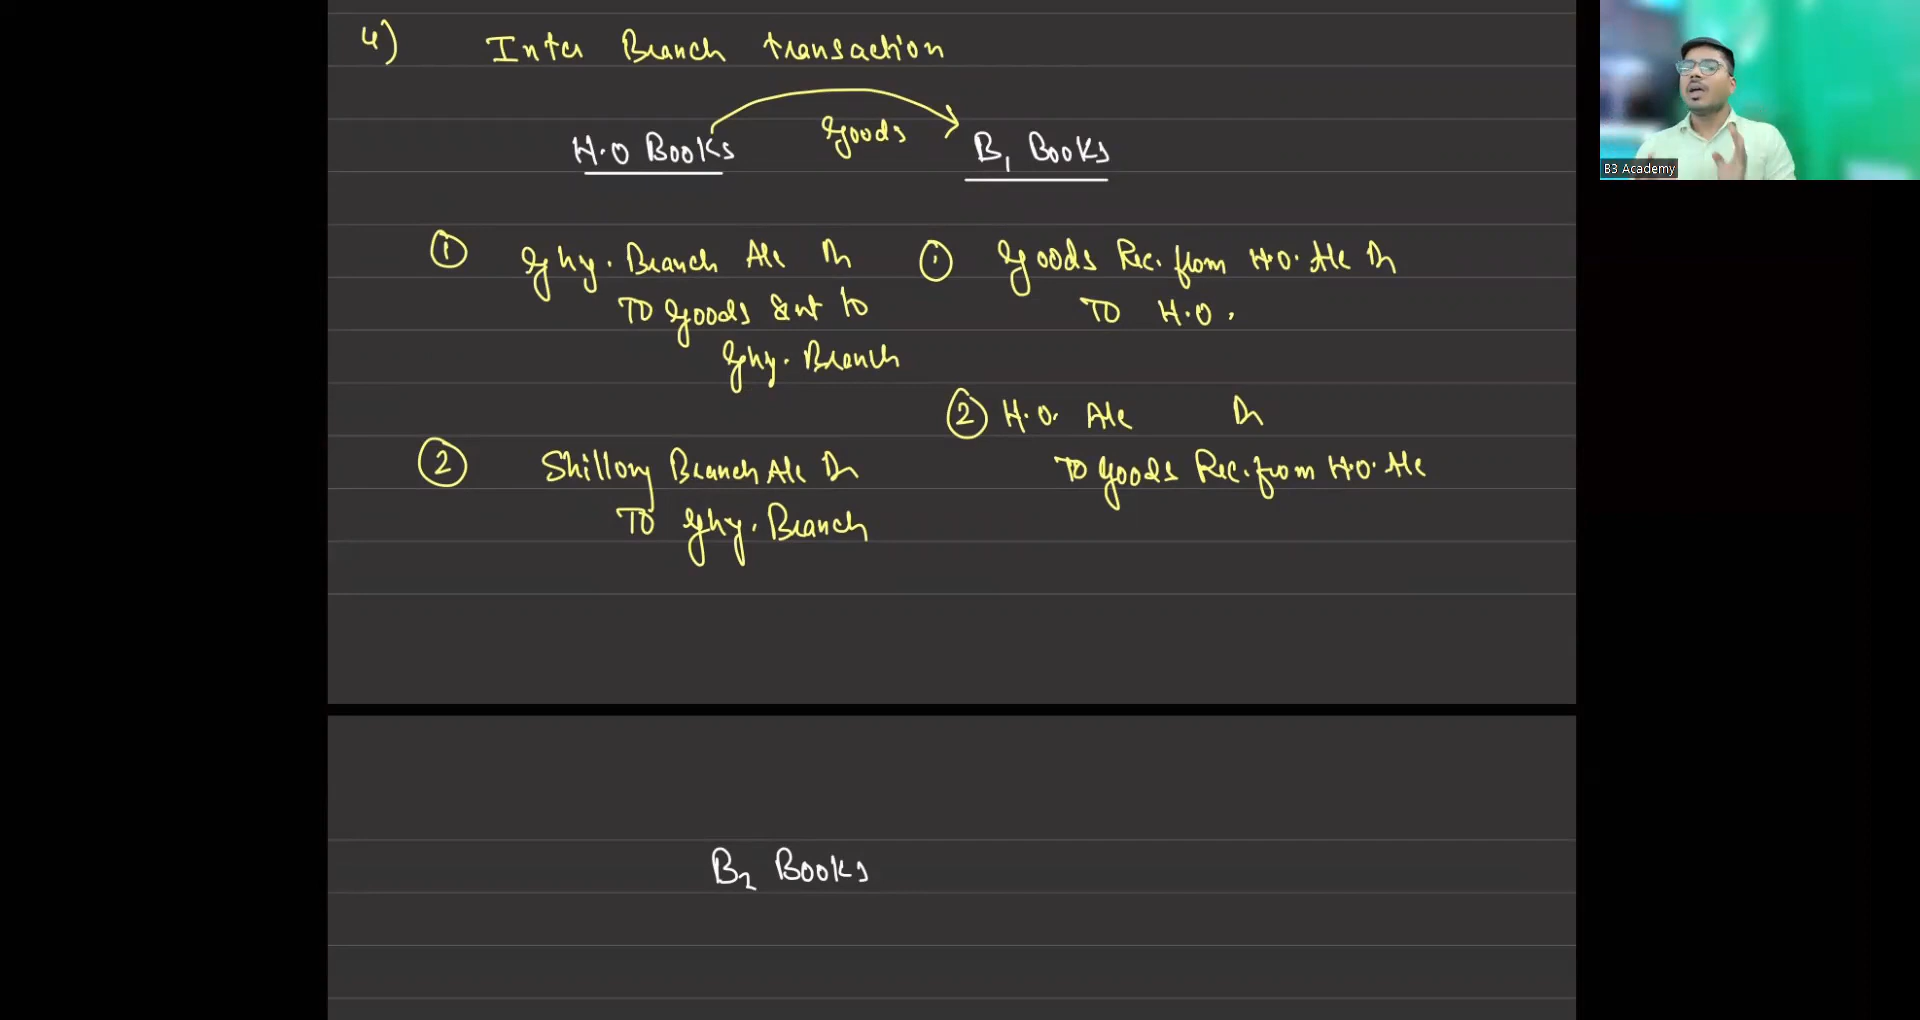 4) Inter Branch transaction
H.O Books
Goods
B1 Books
① Ghy. Branch A/c Dr
To Goods Sent to
Ghy. Branch
① Goods Rec. from H.O. A/c Dr
To H.O.
② Shillong Branch A/c Dr
To Ghy. Branch
② H.O. A/c Dr
To Goods Rec. from H.O. A/c
B2 Books
B3 Academy